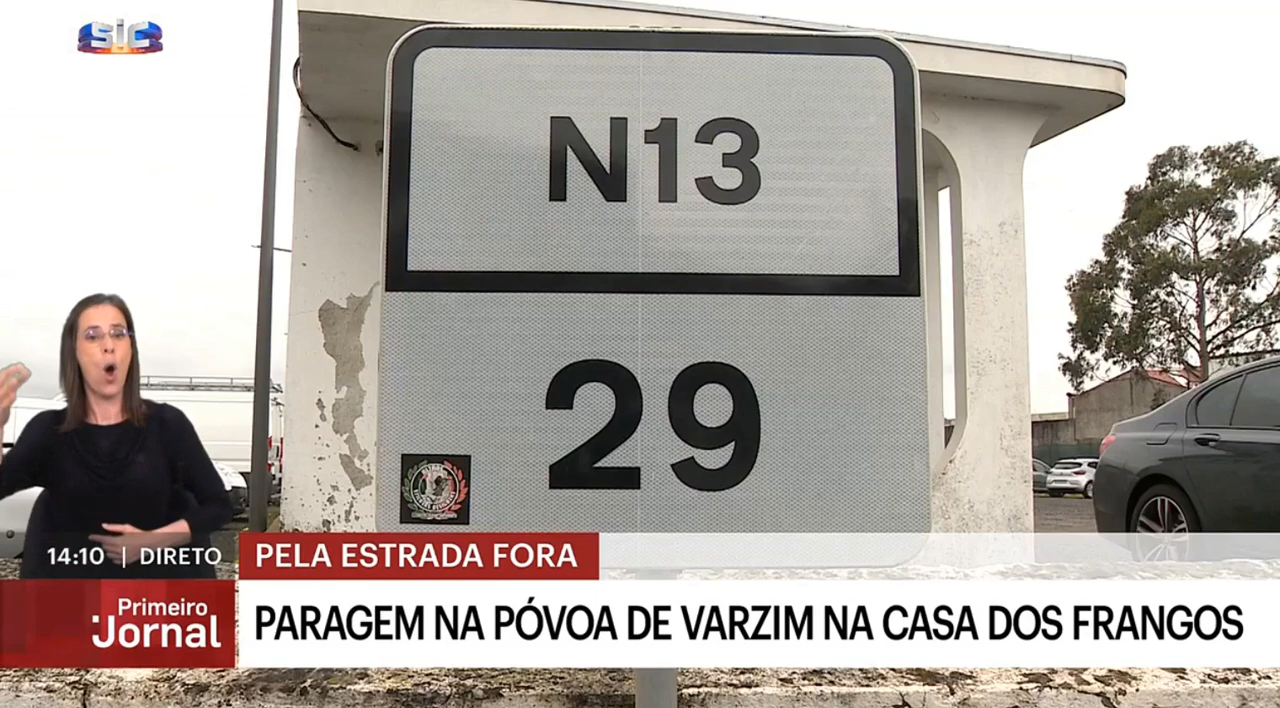 SIC
N13
29
14:10 | DIRETO
PELA ESTRADA FORA
Primeiro
Jornal
PARAGEM NA PÓVOA DE VARZIM NA CASA DOS FRANGOS